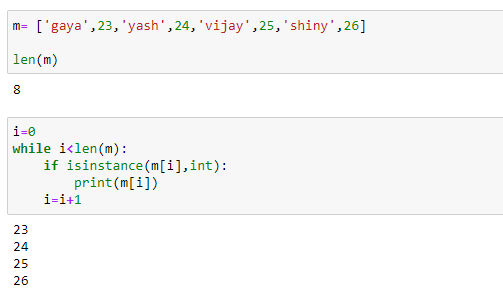 m= ['gaya',23,'yash',24,'vijay',25,'shiny',26]
len(m)
8
i=0
while i<len(m):
    if isinstance(m[i],int):
        print(m[i])
    i=i+1
23
24
25
26